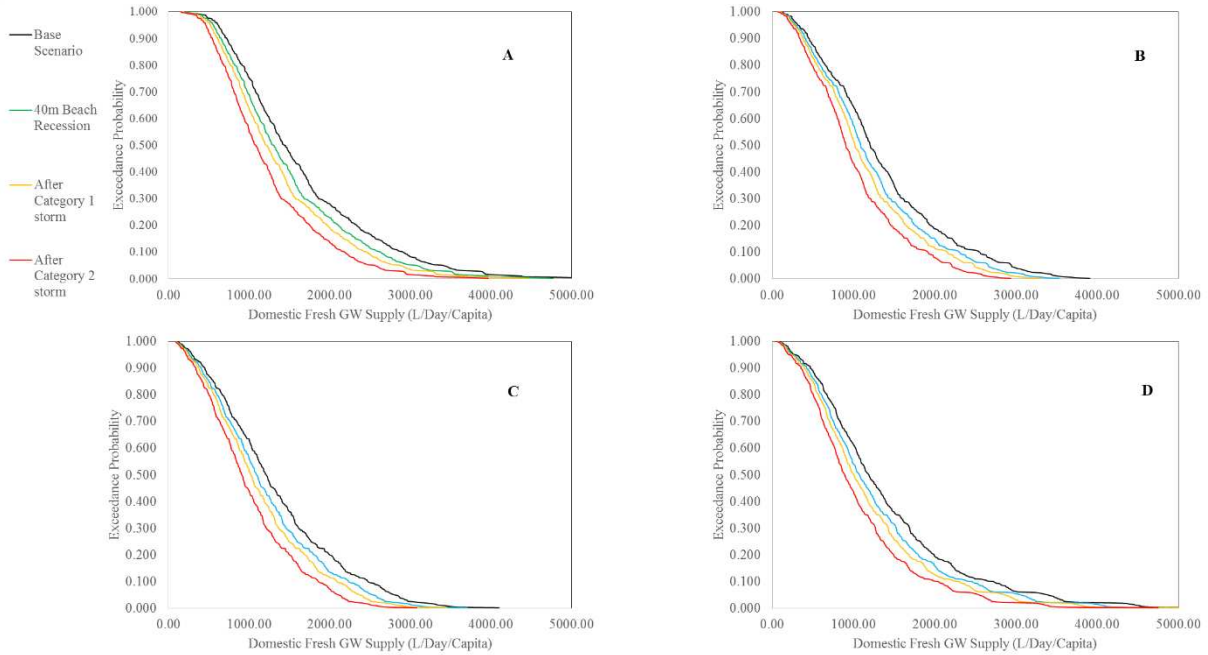 Base
Scenario
40m Beach
Recession
After
Category 1
storm
After
Category 2
storm
1.000
0.900
0.800
0.700
0.600
0.500
0.400
0.300
0.200
0.100
0.000
Exceedance Probability
A
0.00 1000.00 2000.00 3000.00 4000.00 5000.00
Domestic Fresh GW Supply (L/Day/Capita)
1.000
0.900
0.800
0.700
0.600
0.500
0.400
0.300
0.200
0.100
0.000
Exceedance Probability
B
0.00 1000.00 2000.00 3000.00 4000.00 5000.00
Domestic Fresh GW Supply (L/Day/Capita)
1.000
0.900
0.800
0.700
0.600
0.500
0.400
0.300
0.200
0.100
0.000
Exceedance Probability
C
0.00 1000.00 2000.00 3000.00 4000.00 5000.00
Domestic Fresh GW Supply (L/Day/Capita)
1.000
0.900
0.800
0.700
0.600
0.500
0.400
0.300
0.200
0.100
0.000
Exceedance Probability
D
0.00 1000.00 2000.00 3000.00 4000.00 5000.00
Domestic Fresh GW Supply (L/Day/Capita)